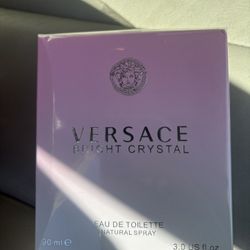 VERSACE
BRIGHT CRYSTAL
EAU DE TOILETTE
NATURAL SPRAY
90 ml e 3.0 US fl oz